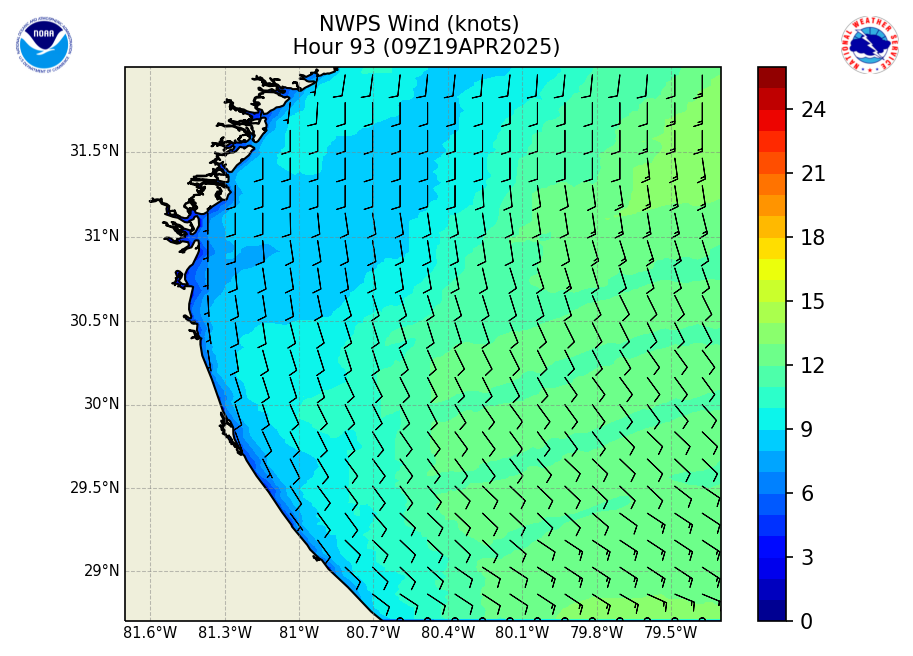 NWPS Wind (knots)
Hour 93 (09Z19APR2025)
NOAA
NATIONAL WEATHER SERVICE
31.5°N
31°N
30.5°N
30°N
29.5°N
29°N
81.6°W 81.3°W 81°W 80.7°W 80.4°W 80.1°W 79.8°W 79.5°W
24
21
18
15
12
9
6
3
0